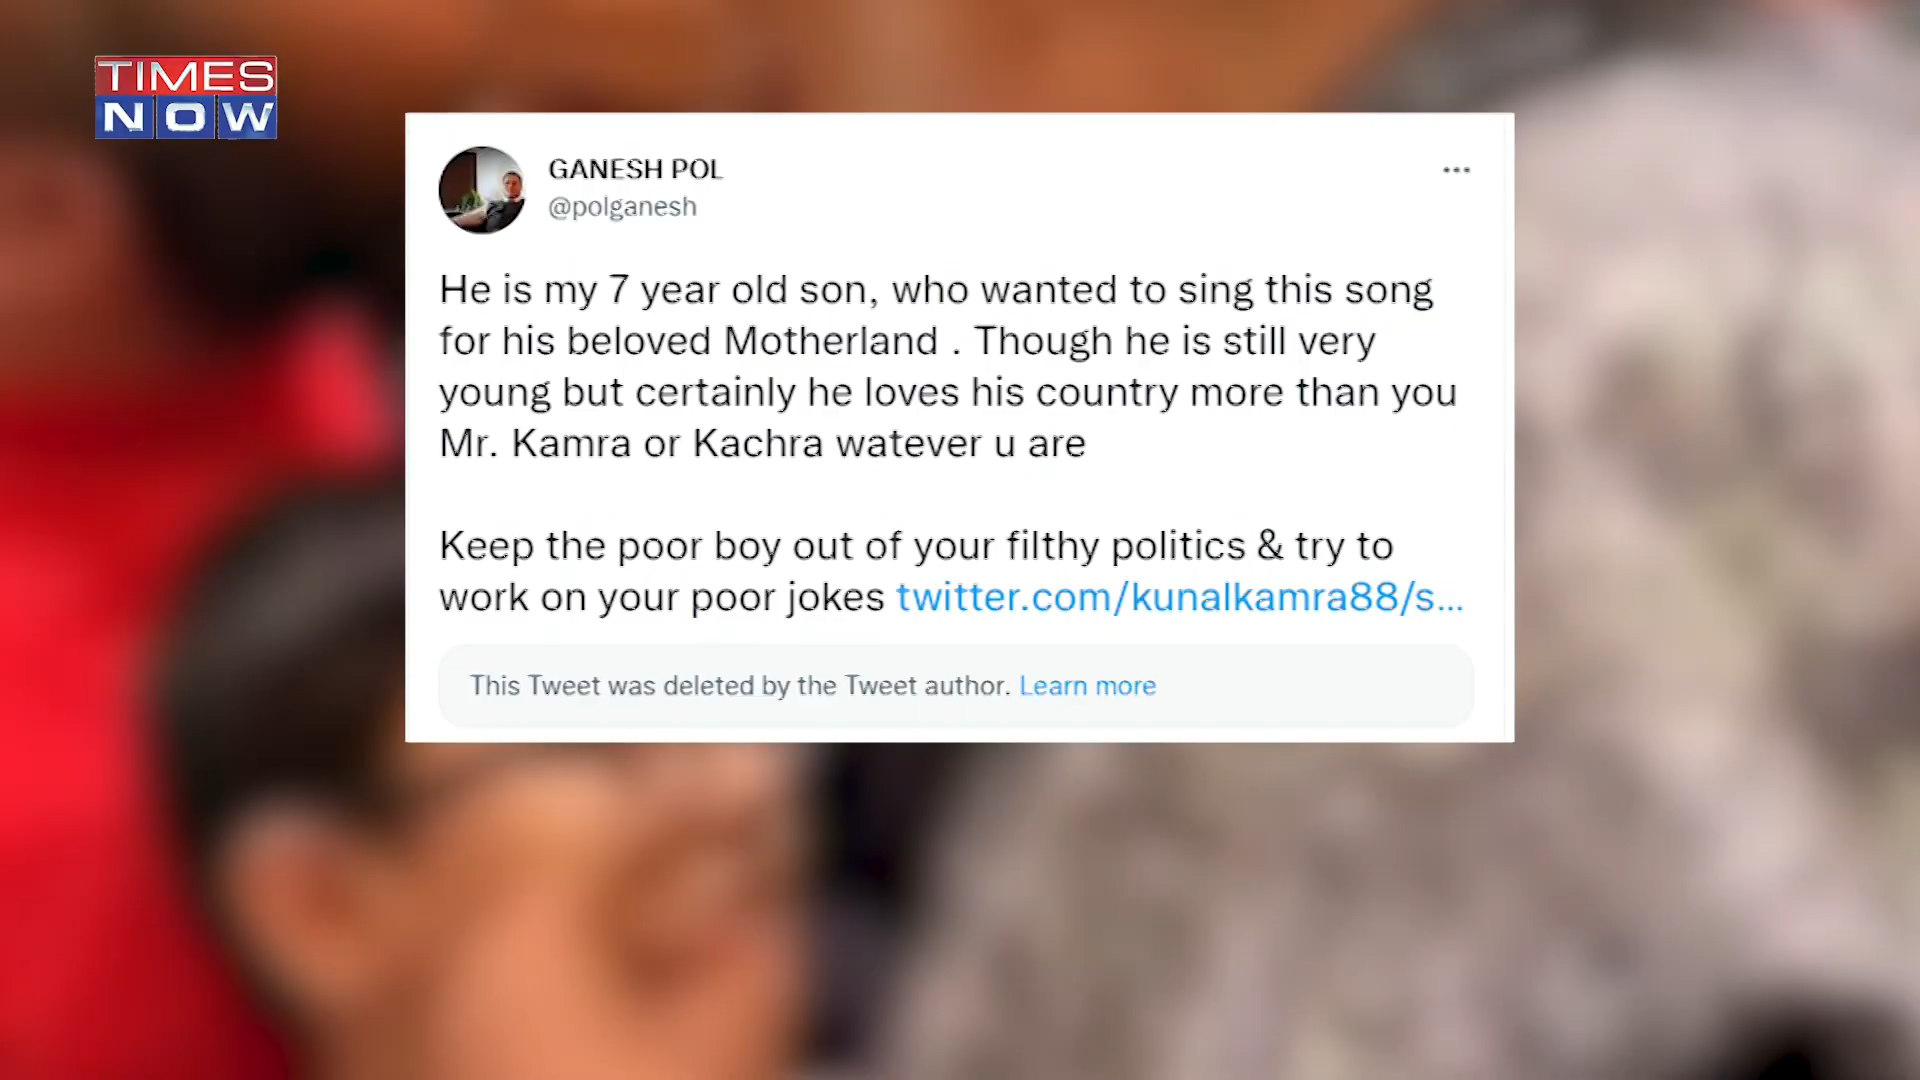 TIMES
NOW
GANESH POL
@polganesh
He is my 7 year old son, who wanted to sing this song
for his beloved Motherland . Though he is still very
young but certainly he loves his country more than you
Mr. Kamra or Kachra watever u are
Keep the poor boy out of your filthy politics & try to
work on your poor jokes twitter.com/kunalkamra88/s...
This Tweet was deleted by the Tweet author. Learn more